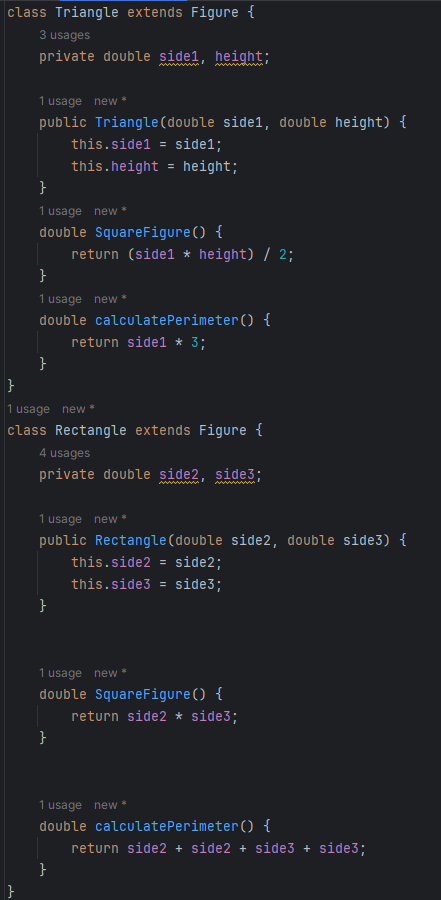 class Triangle extends Figure {
3 usages
private double side1, height;
1 usage new *
public Triangle(double side1, double height) {
this.side1 = side1;
this.height = height;
}
1 usage new *
double SquareFigure() {
return (side1 * height) / 2;
}
1 usage new *
double calculatePerimeter() {
return side1 * 3;
}
}
1 usage new *
class Rectangle extends Figure {
4 usages
private double side2, side3;
1 usage new *
public Rectangle(double side2, double side3) {
this.side2 = side2;
this.side3 = side3;
}
1 usage new *
double SquareFigure() {
return side2 * side3;
}
1 usage new *
double calculatePerimeter() {
return side2 + side2 + side3 + side3;
}
}